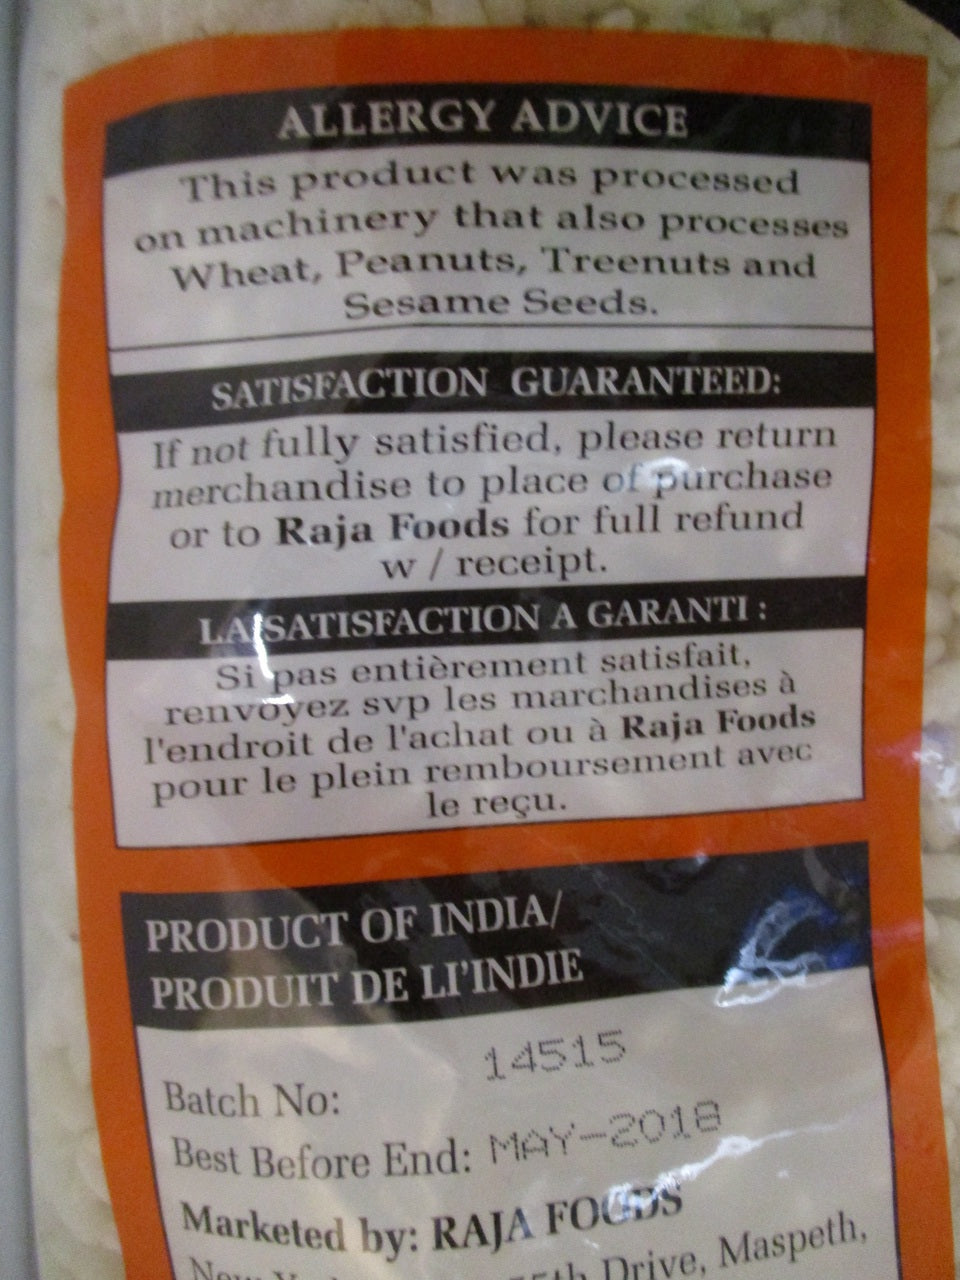 ALLERGY ADVICE
This product was processed
on machinery that also processes
Wheat, Peanuts, Treenuts and
Sesame Seeds.
SATISFACTION GUARANTEED:
If not fully satisfied, please return
merchandise to place of purchase
or to Raja Foods for full refund
w / receipt.
LA SATISFACTION A GARANTI :
Si pas entièrement satisfait,
renvoyez svp les marchandises à
l'endroit de l'achat ou à Raja Foods
pour le plein remboursement avec
le reçu.
PRODUCT OF INDIA/
PRODUIT DE LI'INDIE
14515
Batch No:
Best Before End: MAY-2018
Marketed by: RAJA FOODS
Drive, Maspeth,